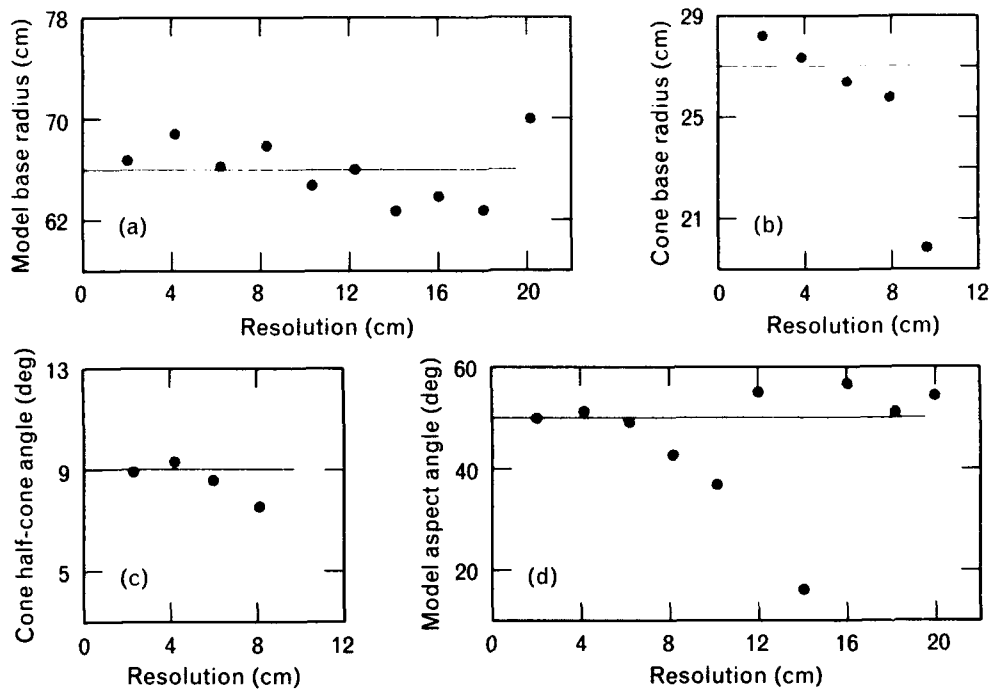 Model base radius (cm)
78
70
62
(a)
0 4 8 12 16 20
Resolution (cm)
Cone base radius (cm)
29
25
21
(b)
0 4 8 12
Resolution (cm)
Cone half-cone angle (deg)
13
9
5
(c)
0 4 8 12
Resolution (cm)
Model aspect angle (deg)
60
40
20
(d)
0 4 8 12 16 20
Resolution (cm)